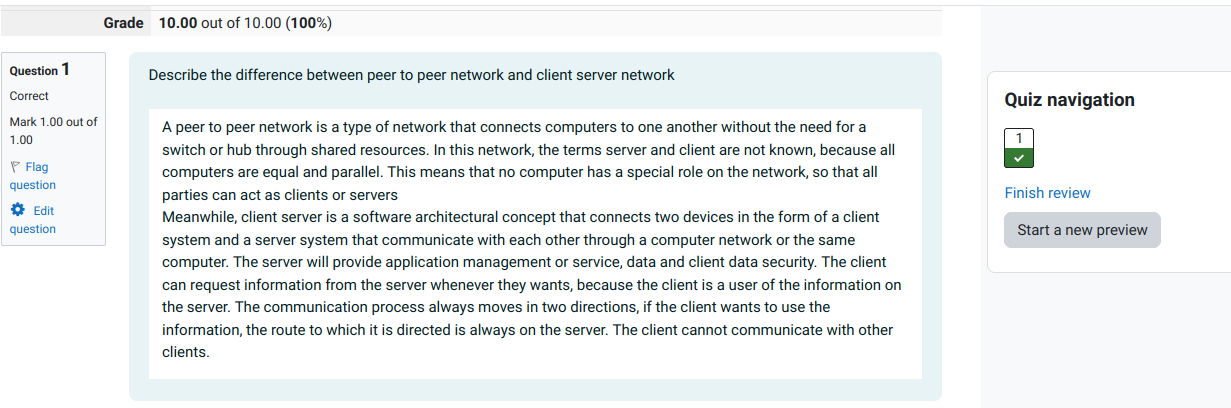 Grade 10.00 out of 10.00 (100%)
Question 1
Correct
Mark 1.00 out of
1.00
Flag
question
Edit
question
Describe the difference between peer to peer network and client server network
A peer to peer network is a type of network that connects computers to one another without the need for a
switch or hub through shared resources. In this network, the terms server and client are not known, because all
computers are equal and parallel. This means that no computer has a special role on the network, so that all
parties can act as clients or servers
Meanwhile, client server is a software architectural concept that connects two devices in the form of a client
system and a server system that communicate with each other through a computer network or the same
computer. The server will provide application management or service, data and client data security. The client
can request information from the server whenever they wants, because the client is a user of the information on
the server. The communication process always moves in two directions, if the client wants to use the
information, the route to which it is directed is always on the server. The client cannot communicate with other
clients.
Quiz navigation
1
Finish review
Start a new preview